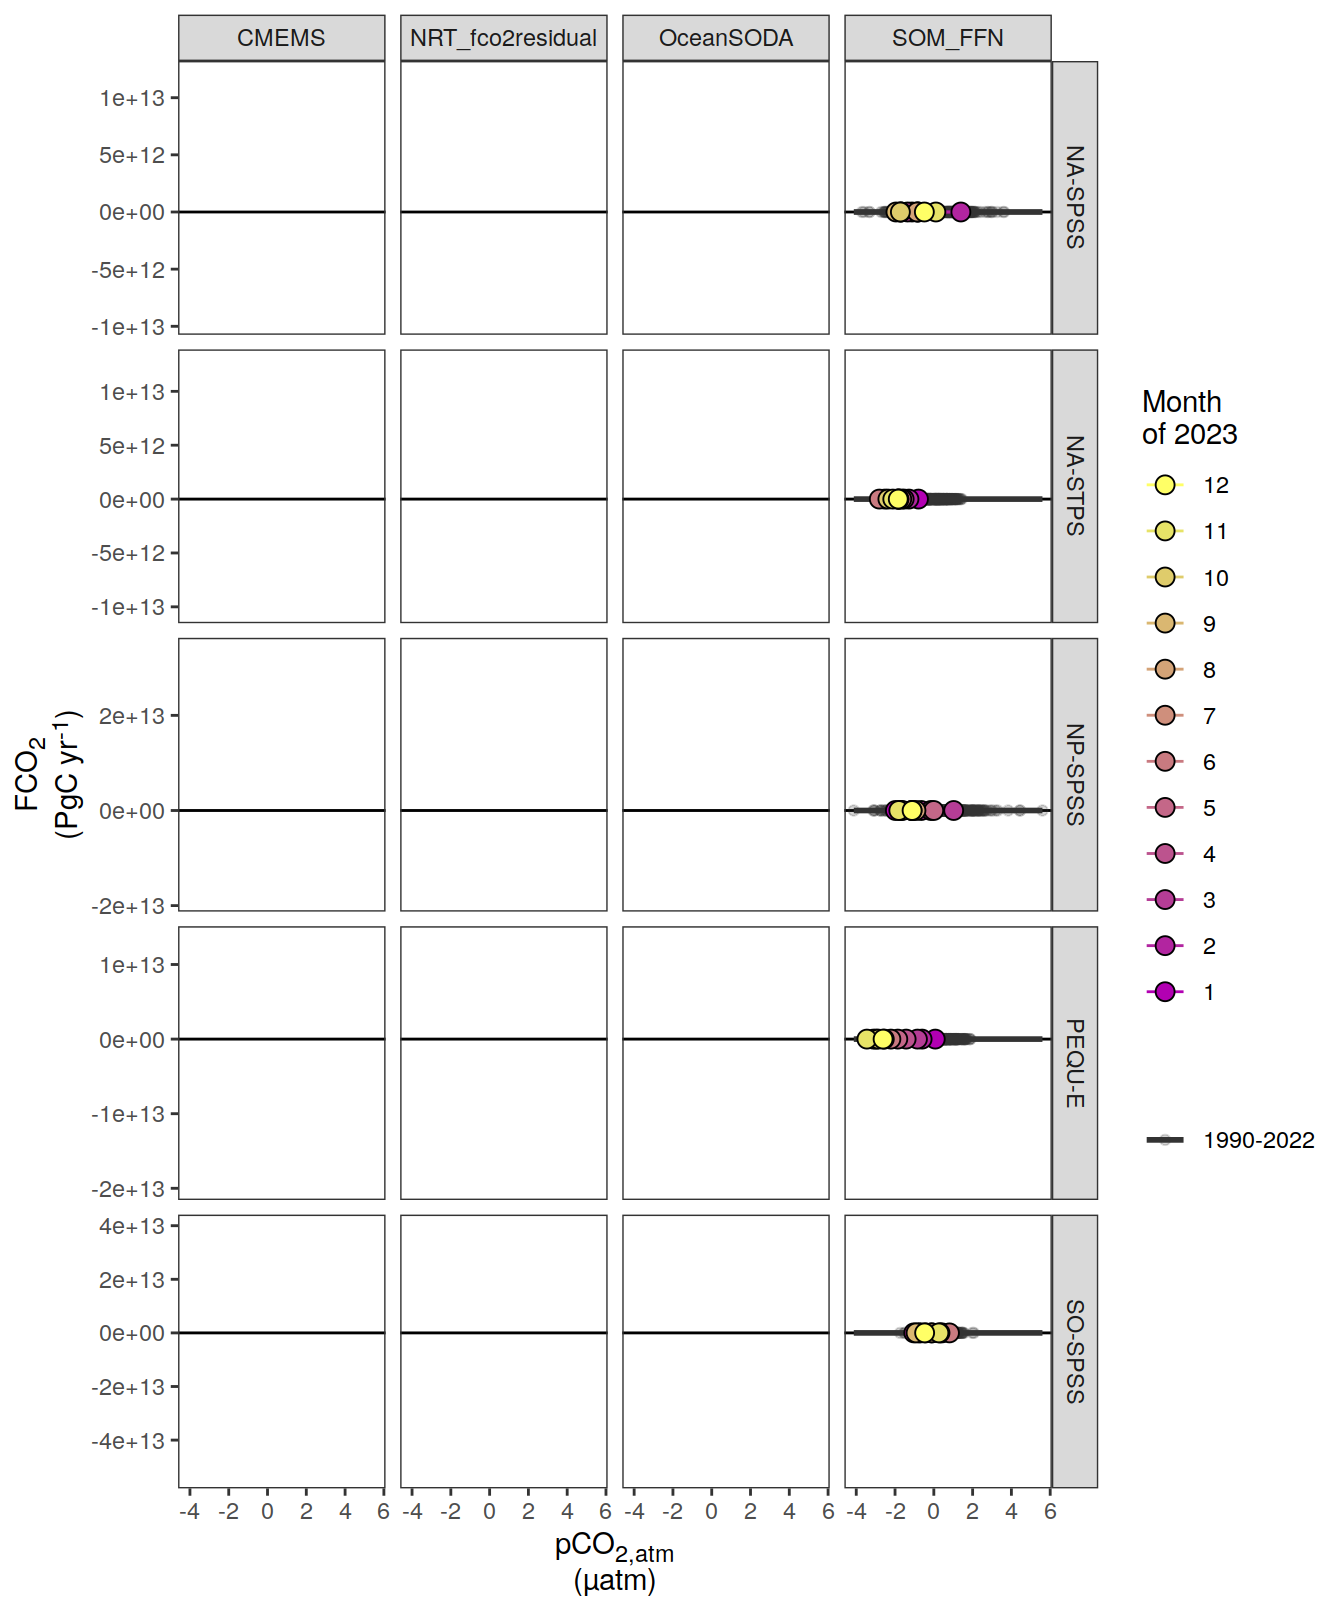 CMEMS NRT_fco2residual OceanSODA SOM_FFN
1e+13
5e+12
0e+00
-5e+12
-1e+13
NA-SPSS
1e+13
5e+12
0e+00
-5e+12
-1e+13
NA-STPS
2e+13
0e+00
-2e+13
NP-SPSS
1e+13
0e+00
-1e+13
-2e+13
PEQU-E
4e+13
2e+13
0e+00
-2e+13
-4e+13
SO-SPSS
-4 -2 0 2 4 6 -4 -2 0 2 4 6 -4 -2 0 2 4 6 -4 -2 0 2 4 6
pCO2,atm
(µatm)
FCO2
(PgC yr-1)
Month
of 2023
12
11
10
9
8
7
6
5
4
3
2
1
1990-2022